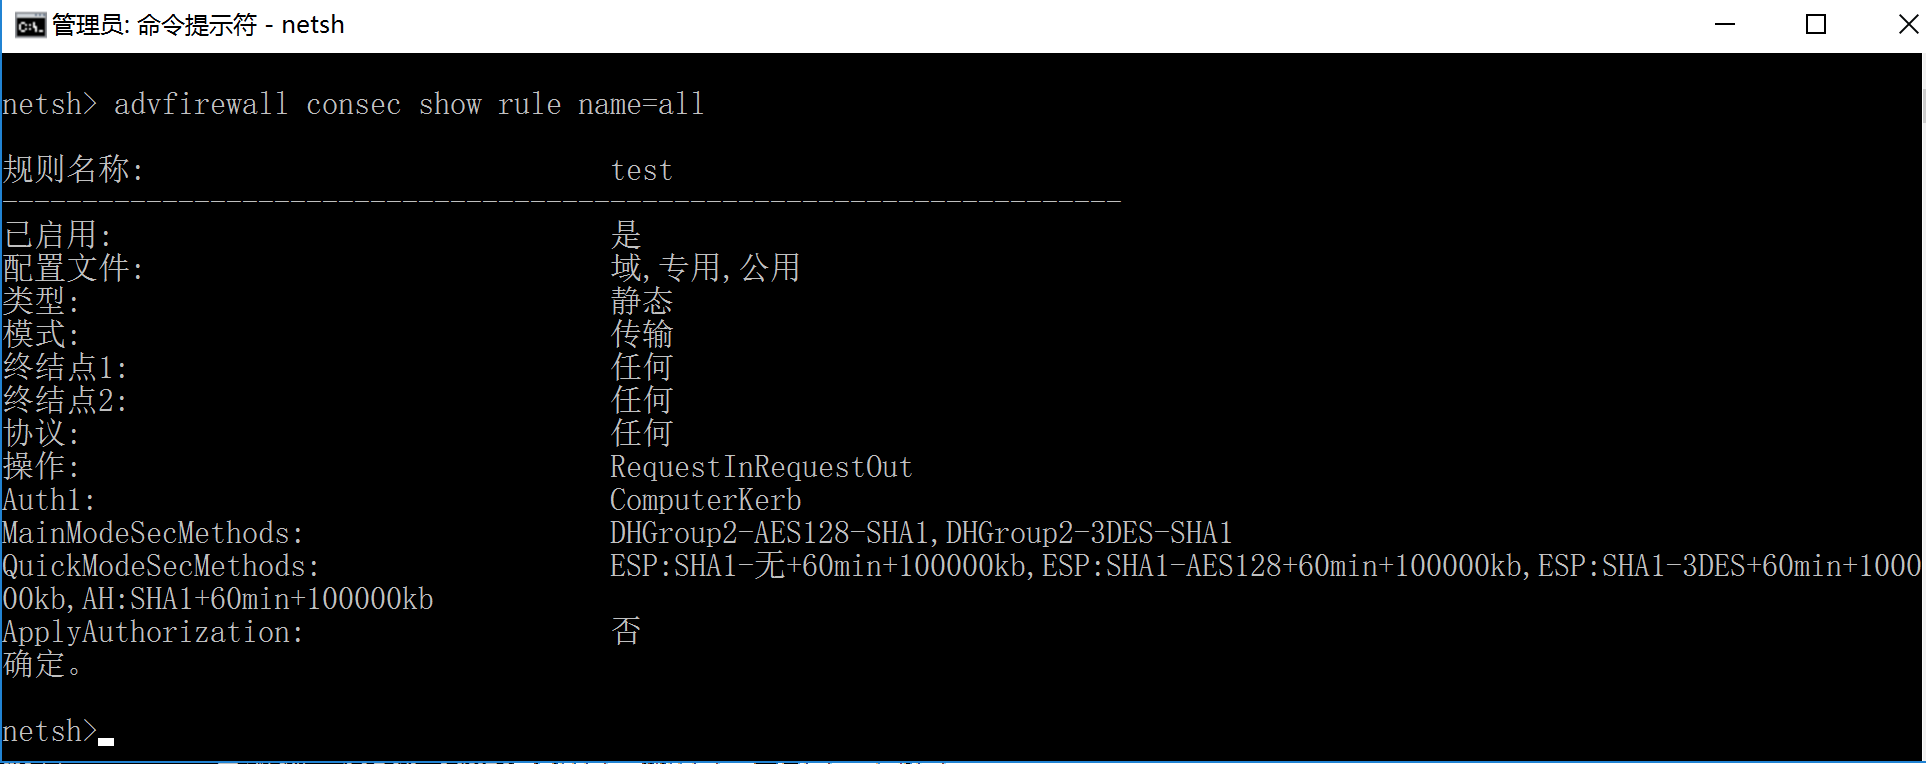 管理员: 命令提示符 - netsh
netsh> advfirewall consec show rule name=all
规则名称: test
----------------------------------------------------------------------
已启用: 是
配置文件: 域,专用,公用
类型: 静态
模式: 传输
终结点1: 任何
终结点2: 任何
协议: 任何
操作: RequestInRequestOut
Auth1: ComputerKerb
MainModeSecMethods: DHGroup2-AES128-SHA1,DHGroup2-3DES-SHA1
QuickModeSecMethods: ESP:SHA1-无+60min+100000kb,ESP:SHA1-AES128+60min+100000kb,ESP:SHA1-3DES+60min+1000
00kb,AH:SHA1+60min+100000kb
ApplyAuthorization: 否
确定。
netsh>